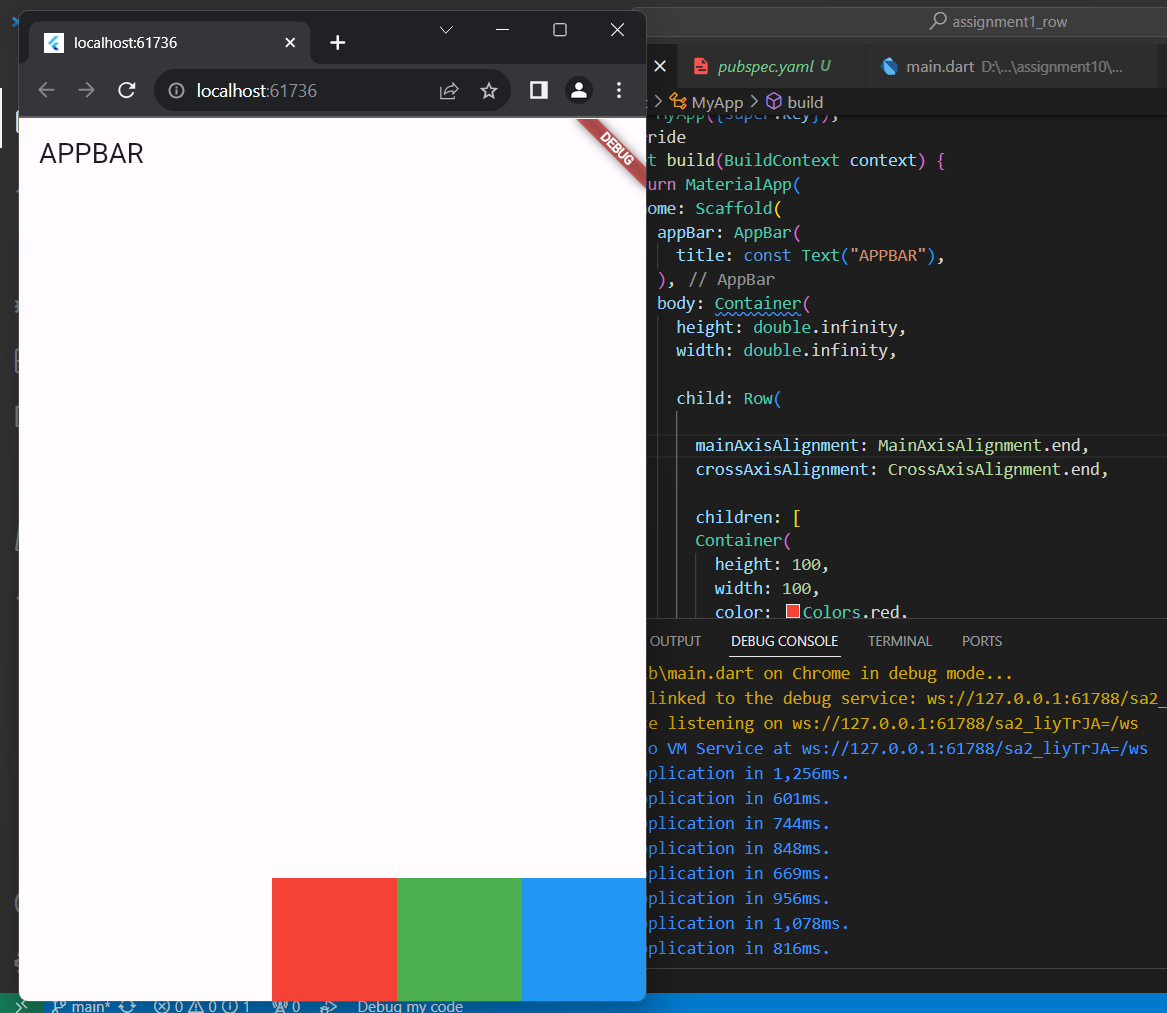 localhost:61736
localhost:61736
APPBAR
DEBUG
assignment1_row
pubspec.yaml U
main.dart D:\...\assignment10\...
MyApp > build
MyApp({super.key});
ride
t build(BuildContext context) {
urn MaterialApp(
ome: Scaffold(
appBar: AppBar(
title: const Text("APPBAR"),
), // AppBar
body: Container(
height: double.infinity,
width: double.infinity,
child: Row(
mainAxisAlignment: MainAxisAlignment.end,
crossAxisAlignment: CrossAxisAlignment.end,
children: [
Container(
height: 100,
width: 100,
color: Colors.red,
OUTPUT DEBUG CONSOLE TERMINAL PORTS
b\main.dart on Chrome in debug mode...
linked to the debug service: ws://127.0.0.1:61788/sa2_
e listening on ws://127.0.0.1:61788/sa2_liyTrJA=/ws
o VM Service at ws://127.0.0.1:61788/sa2_liyTrJA=/ws
plication in 1,256ms.
plication in 601ms.
plication in 744ms.
plication in 848ms.
plication in 669ms.
plication in 956ms.
plication in 1,078ms.
plication in 816ms.
main* 0 0 1 0 Debug my code